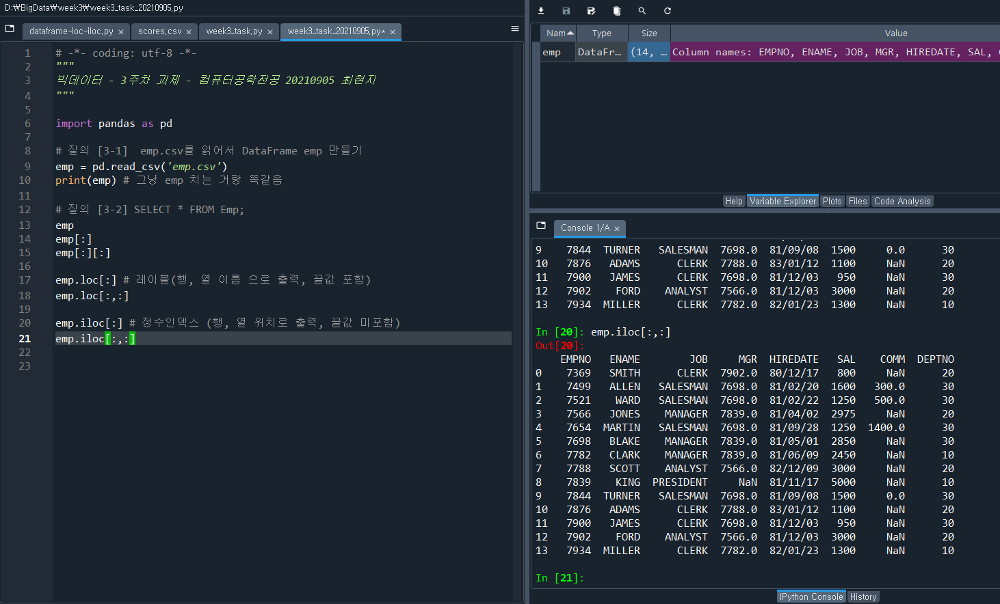 D:₩BigData₩week3₩week3_task_20210905.py
dataframe-loc-iloc.py × scores.csv × week3_task.py × week3_task_20210905.py* ×
1 # -*- coding: utf-8 -*-
2 """
3 빅데이터 - 3주차 과제 - 컴퓨터공학전공 20210905 최현지
4 """
5
6 import pandas as pd
7
8 # 질의 [3-1]  emp.csv를 읽어서 DataFrame emp 만들기
9 emp = pd.read_csv('emp.csv')
10 print(emp) # 그냥 emp 치는 거랑 똑같음
11
12 # 질의 [3-2] SELECT * FROM Emp;
13 emp
14 emp[:]
15 emp[:][:]
16
17 emp.loc[:] # 레이블(행, 열 이름 으로 출력, 끝값 포함)
18 emp.loc[:,:]
19
20 emp.iloc[:] # 정수인덱스 (행, 열 위치로 출력, 끝값 미포함)
21 emp.iloc[:,:]
22
23
Nam Type Size Value
emp DataFr… (14, … Column names: EMPNO, ENAME, JOB, MGR, HIREDATE, SAL,
Help Variable Explorer Plots Files Code Analysis
Console 1/A ×
9 7844 TURNER SALESMAN 7698.0 81/09/08 1500 0.0 30
10 7876 ADAMS CLERK 7788.0 83/01/12 1100 NaN 20
11 7900 JAMES CLERK 7698.0 81/12/03 950 NaN 30
12 7902 FORD ANALYST 7566.0 81/12/03 3000 NaN 20
13 7934 MILLER CLERK 7782.0 82/01/23 1300 NaN 10
In [20]: emp.iloc[:,:]
Out[20]:
EMPNO ENAME JOB MGR HIREDATE SAL COMM DEPTNO
0 7369 SMITH CLERK 7902.0 80/12/17 800 NaN 20
1 7499 ALLEN SALESMAN 7698.0 81/02/20 1600 300.0 30
2 7521 WARD SALESMAN 7698.0 81/02/22 1250 500.0 30
3 7566 JONES MANAGER 7839.0 81/04/02 2975 NaN 20
4 7654 MARTIN SALESMAN 7698.0 81/09/28 1250 1400.0 30
5 7698 BLAKE MANAGER 7839.0 81/05/01 2850 NaN 30
6 7782 CLARK MANAGER 7839.0 81/06/09 2450 NaN 10
7 7788 SCOTT ANALYST 7566.0 82/12/09 3000 NaN 20
8 7839 KING PRESIDENT NaN 81/11/17 5000 NaN 10
9 7844 TURNER SALESMAN 7698.0 81/09/08 1500 0.0 30
10 7876 ADAMS CLERK 7788.0 83/01/12 1100 NaN 20
11 7900 JAMES CLERK 7698.0 81/12/03 950 NaN 30
12 7902 FORD ANALYST 7566.0 81/12/03 3000 NaN 20
13 7934 MILLER CLERK 7782.0 82/01/23 1300 NaN 10
In [21]:
IPython Console History